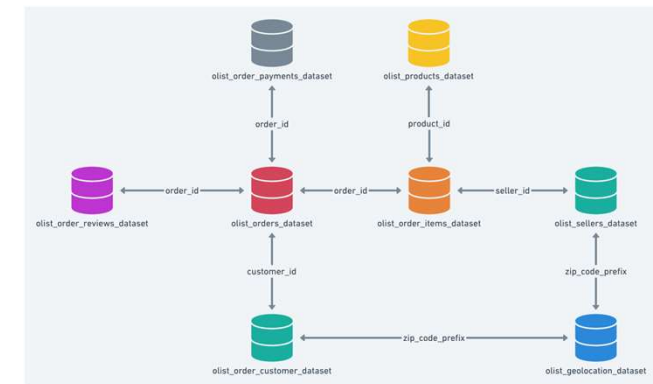 olist_order_payments_dataset
olist_products_dataset
order_id
product_id
order_id
order_id
seller_id
olist_order_reviews_dataset
olist_orders_dataset
olist_order_items_dataset
olist_sellers_dataset
customer_id
zip_code_prefix
zip_code_prefix
olist_order_customer_dataset
olist_geolocation_dataset